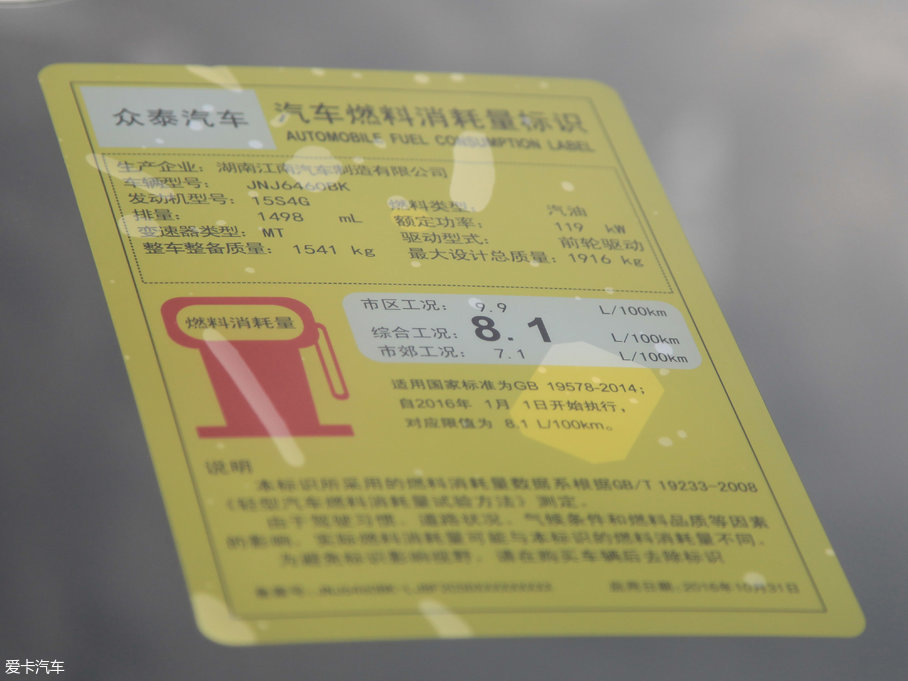 众泰汽车 汽车燃料消耗量标识
AUTOMOBILE FUEL CONSUMPTION LABEL
生产企业：湖南江南汽车制造有限公司
车辆型号：JNJ6460BK
发动机型号：15S4G 燃料类型：汽油
排量：1498 mL 额定功率：119 kW
变速器类型：MT 驱动型式：前轮驱动
整车整备质量：1541 kg 最大设计总质量：1916 kg
燃料消耗量
市区工况：9.9 L/100km
综合工况：8.1 L/100km
市郊工况：7.1 L/100km
适用国家标准为GB 19578-2014；
自2016年 1月 1日开始执行，
对应限值为 8.1 L/100km。
说明
本标识所采用的燃料消耗量数据系根据GB/T 19233-2008
《轻型汽车燃料消耗量试验方法》测定。
由于驾驶习惯、道路状况、气候条件和燃料品质等因素
的影响，实际燃料消耗量可能与本标识的燃料消耗量不同。
为避免标识影响视野，请在购买车辆后去除标识
备案号：
启用日期：2016年10月31日
爱卡汽车